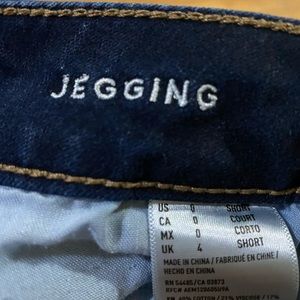 JEGGING
US 0 SHORT
CA 0 COURT
MX 0 CORTO
UK 4 SHORT
MADE IN CHINA / FABRIQUÉ EN CHINE /
HECHO EN CHINA
RN 54485/CA 03873